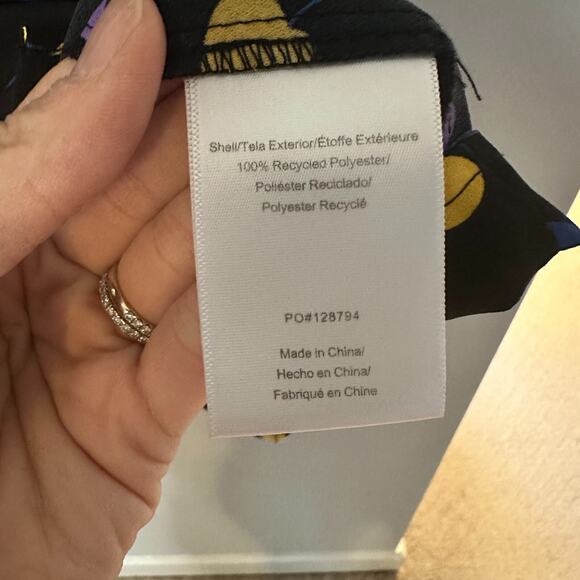 Shell/Tela Exterior/Étoffe Extérieure
100% Recycled Polyester/
Poliéster Reciclado/
Polyester Recyclé
PO#128794
Made in China/
Hecho en China/
Fabriqué en Chine